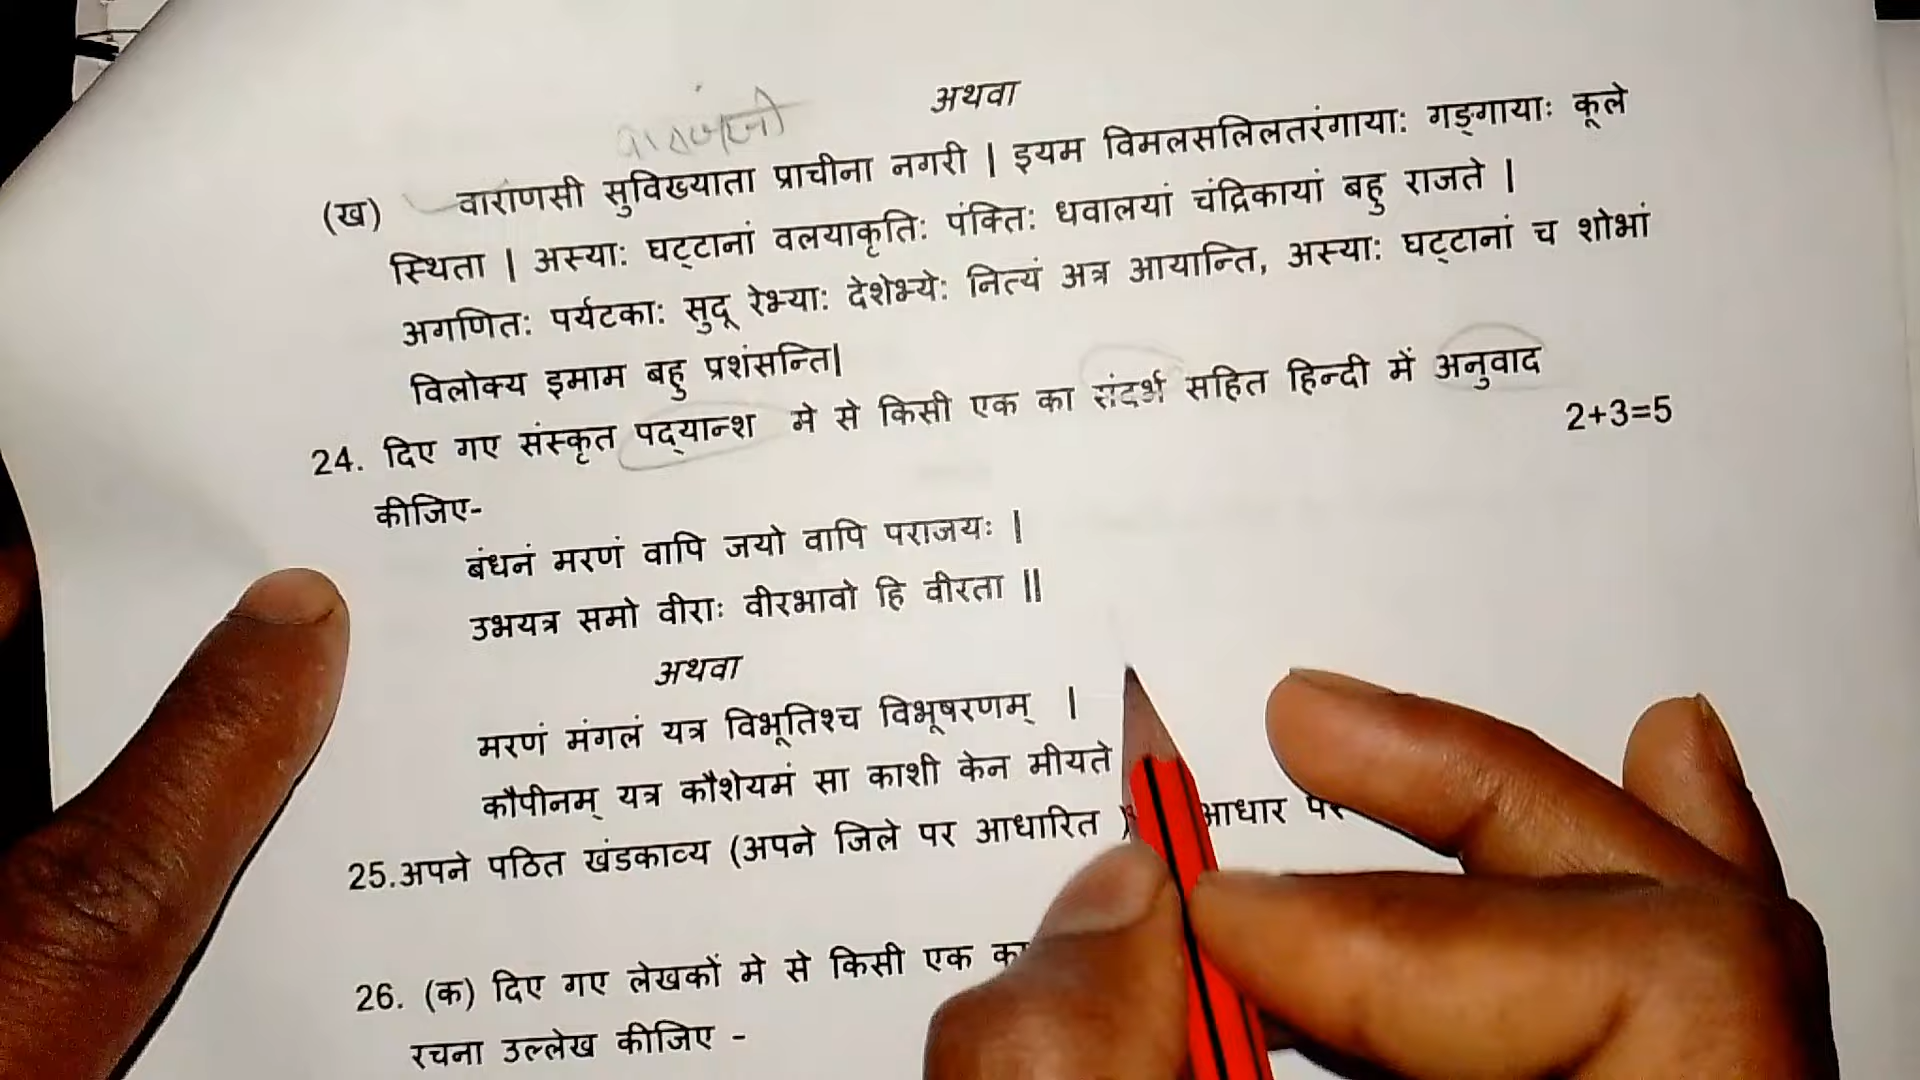 अथवा
(ख) वाराणसी सुविख्याता प्राचीना नगरी | इयम विमलसलिलतरंगायाः गङ्गायाः कूले
स्थिता | अस्याः घट्टानां वलयाकृतिः पंक्तिः धवालयां चंद्रिकायां बहु राजते |
अगणितः पर्यटकाः सुदू रेभ्याः देशेभ्येः नित्यं अत्र आयान्ति, अस्याः घट्टानां च शोभां
विलोक्य इमाम बहु प्रशंसन्ति|
24. दिए गए संस्कृत पद्यान्श मे से किसी एक का संदर्भ सहित हिन्दी में अनुवाद
कीजिए- 2+3=5
बंधनं मरणं वापि जयो वापि पराजयः |
उभयत्र समो वीराः वीरभावो हि वीरता ||
अथवा
मरणं मंगलं यत्र विभूतिश्च विभूषरणम् |
कौपीनम् यत्र कौशेयमं सा काशी केन मीयते
25.अपने पठित खंडकाव्य (अपने जिले पर आधारित ) आधार पर
26. (क) दिए गए लेखकों मे से किसी एक का
रचना उल्लेख कीजिए -